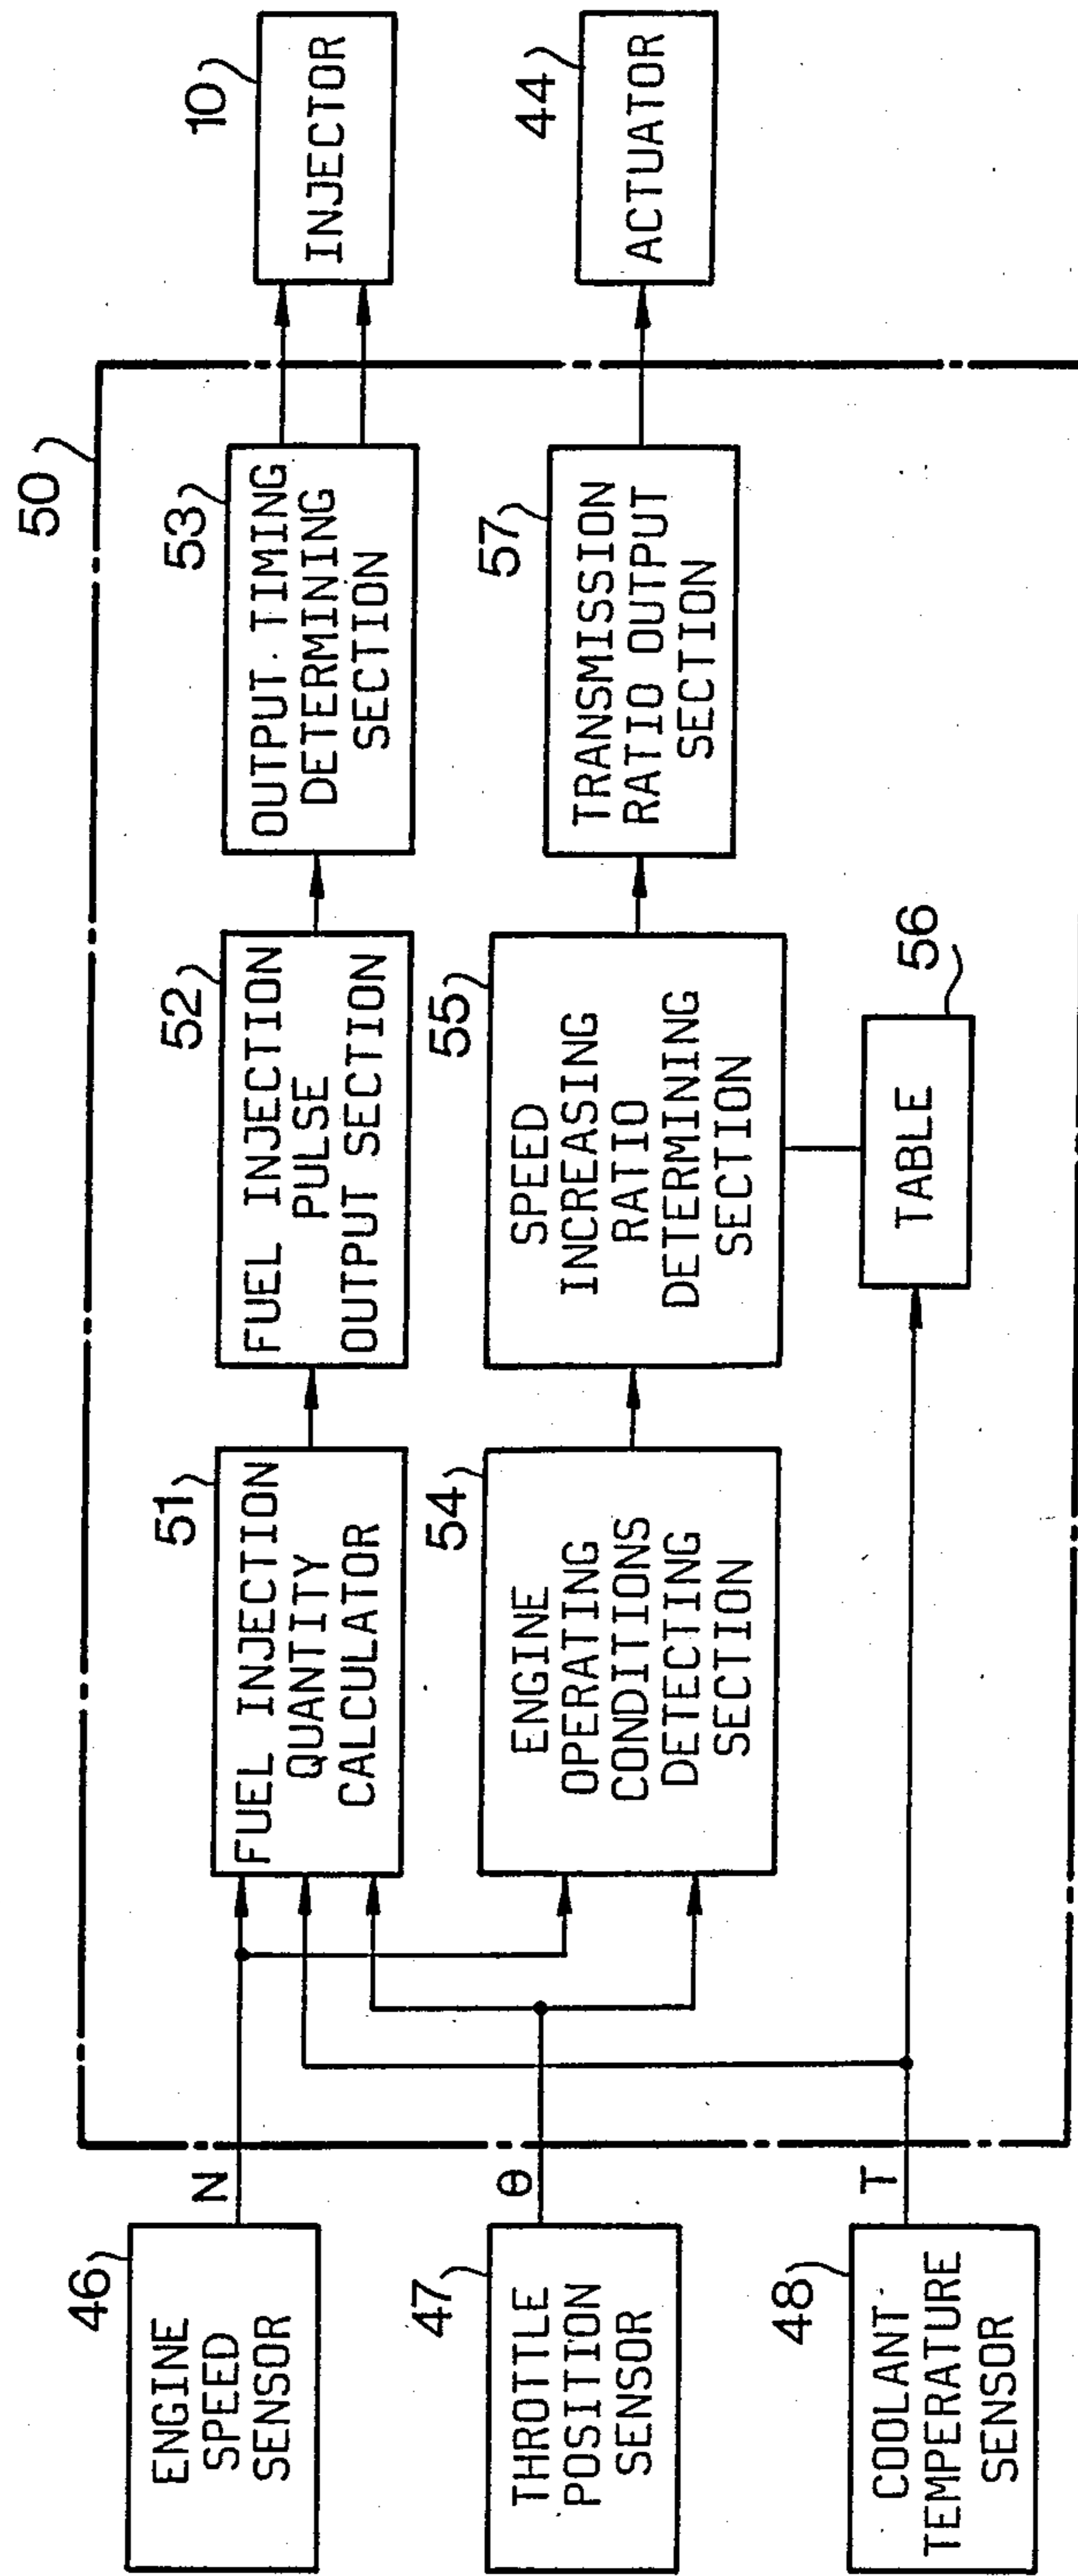 46
ENGINE
SPEED
SENSOR
N
47
THROTTLE
POSITION
SENSOR
θ
48
COOLANT
TEMPERATURE
SENSOR
T
50
51
FUEL INJECTION
QUANTITY
CALCULATOR
52
FUEL INJECTION
PULSE
OUTPUT SECTION
53
OUTPUT TIMING
DETERMINING
SECTION
10
INJECTOR
54
ENGINE
OPERATING
CONDITIONS
DETECTING
SECTION
55
SPEED
INCREASING
RATIO
DETERMINING
SECTION
56
TABLE
57
TRANSMISSION
RATIO OUTPUT
SECTION
44
ACTUATOR